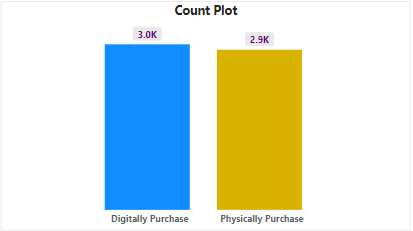 Count Plot
3.0K
2.9K
Digitally Purchase
Physically Purchase